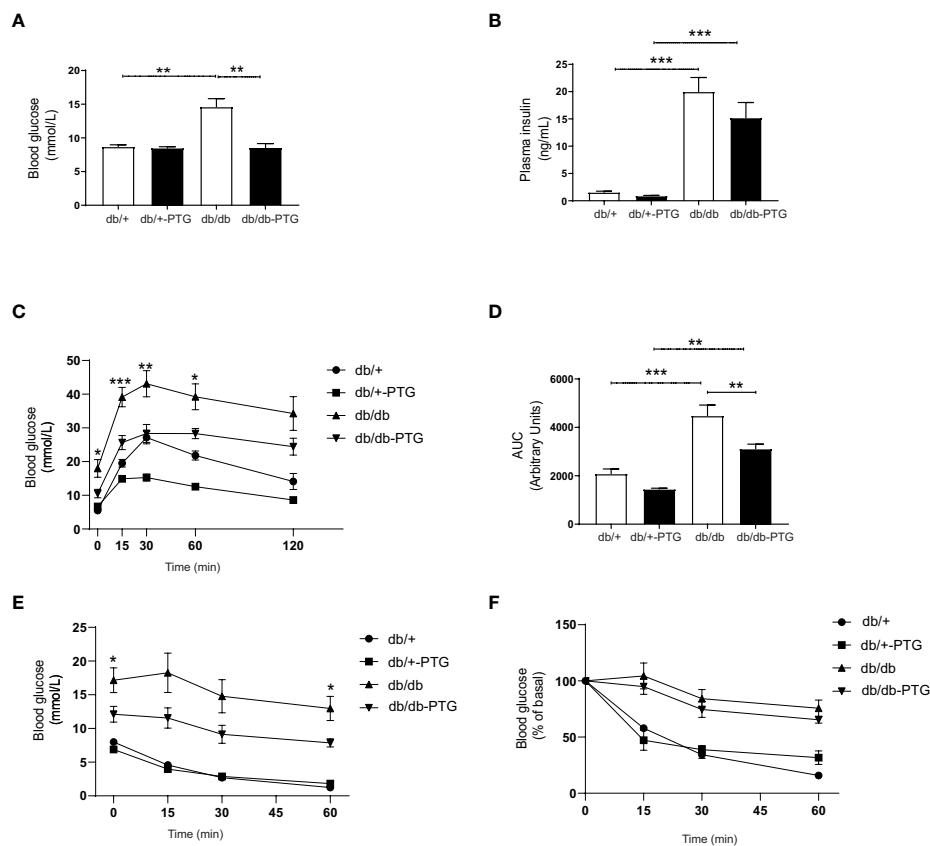 A
**
**
20
15
10
5
0
Blood glucose
(mmol/L)
db/+
db/+-PTG
db/db
db/db-PTG
B
***
***
25
20
15
10
5
0
Plasma insulin
(ng/mL)
db/+
db/+-PTG
db/db
db/db-PTG
C
50
40
30
20
10
0
Blood glucose
(mmol/L)
*
***
**
*
0
15
30
60
120
Time (min)
db/+
db/+-PTG
db/db
db/db-PTG
D
**
***
**
6000
4000
2000
0
AUC
(Arbitrary Units)
db/+
db/+-PTG
db/db
db/db-PTG
E
25
20
15
10
5
0
Blood glucose
(mmol/L)
*
*
0
15
30
45
60
Time (min)
db/+
db/+-PTG
db/db
db/db-PTG
F
150
100
50
0
Blood glucose
(% of basal)
0
15
30
45
60
Time (min)
db/+
db/+-PTG
db/db
db/db-PTG